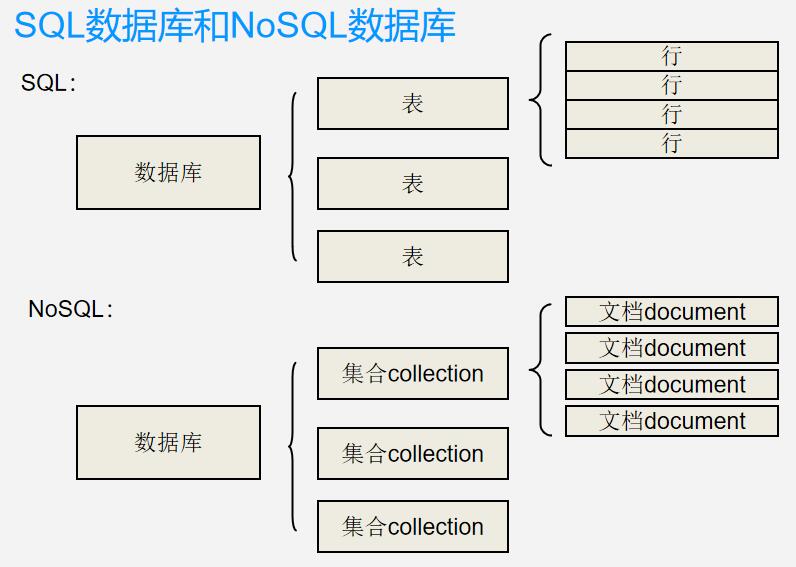 SQL数据库和NoSQL数据库
SQL：
数据库
表
表
表
行
行
行
行
NoSQL：
数据库
集合collection
集合collection
集合collection
文档document
文档document
文档document
文档document